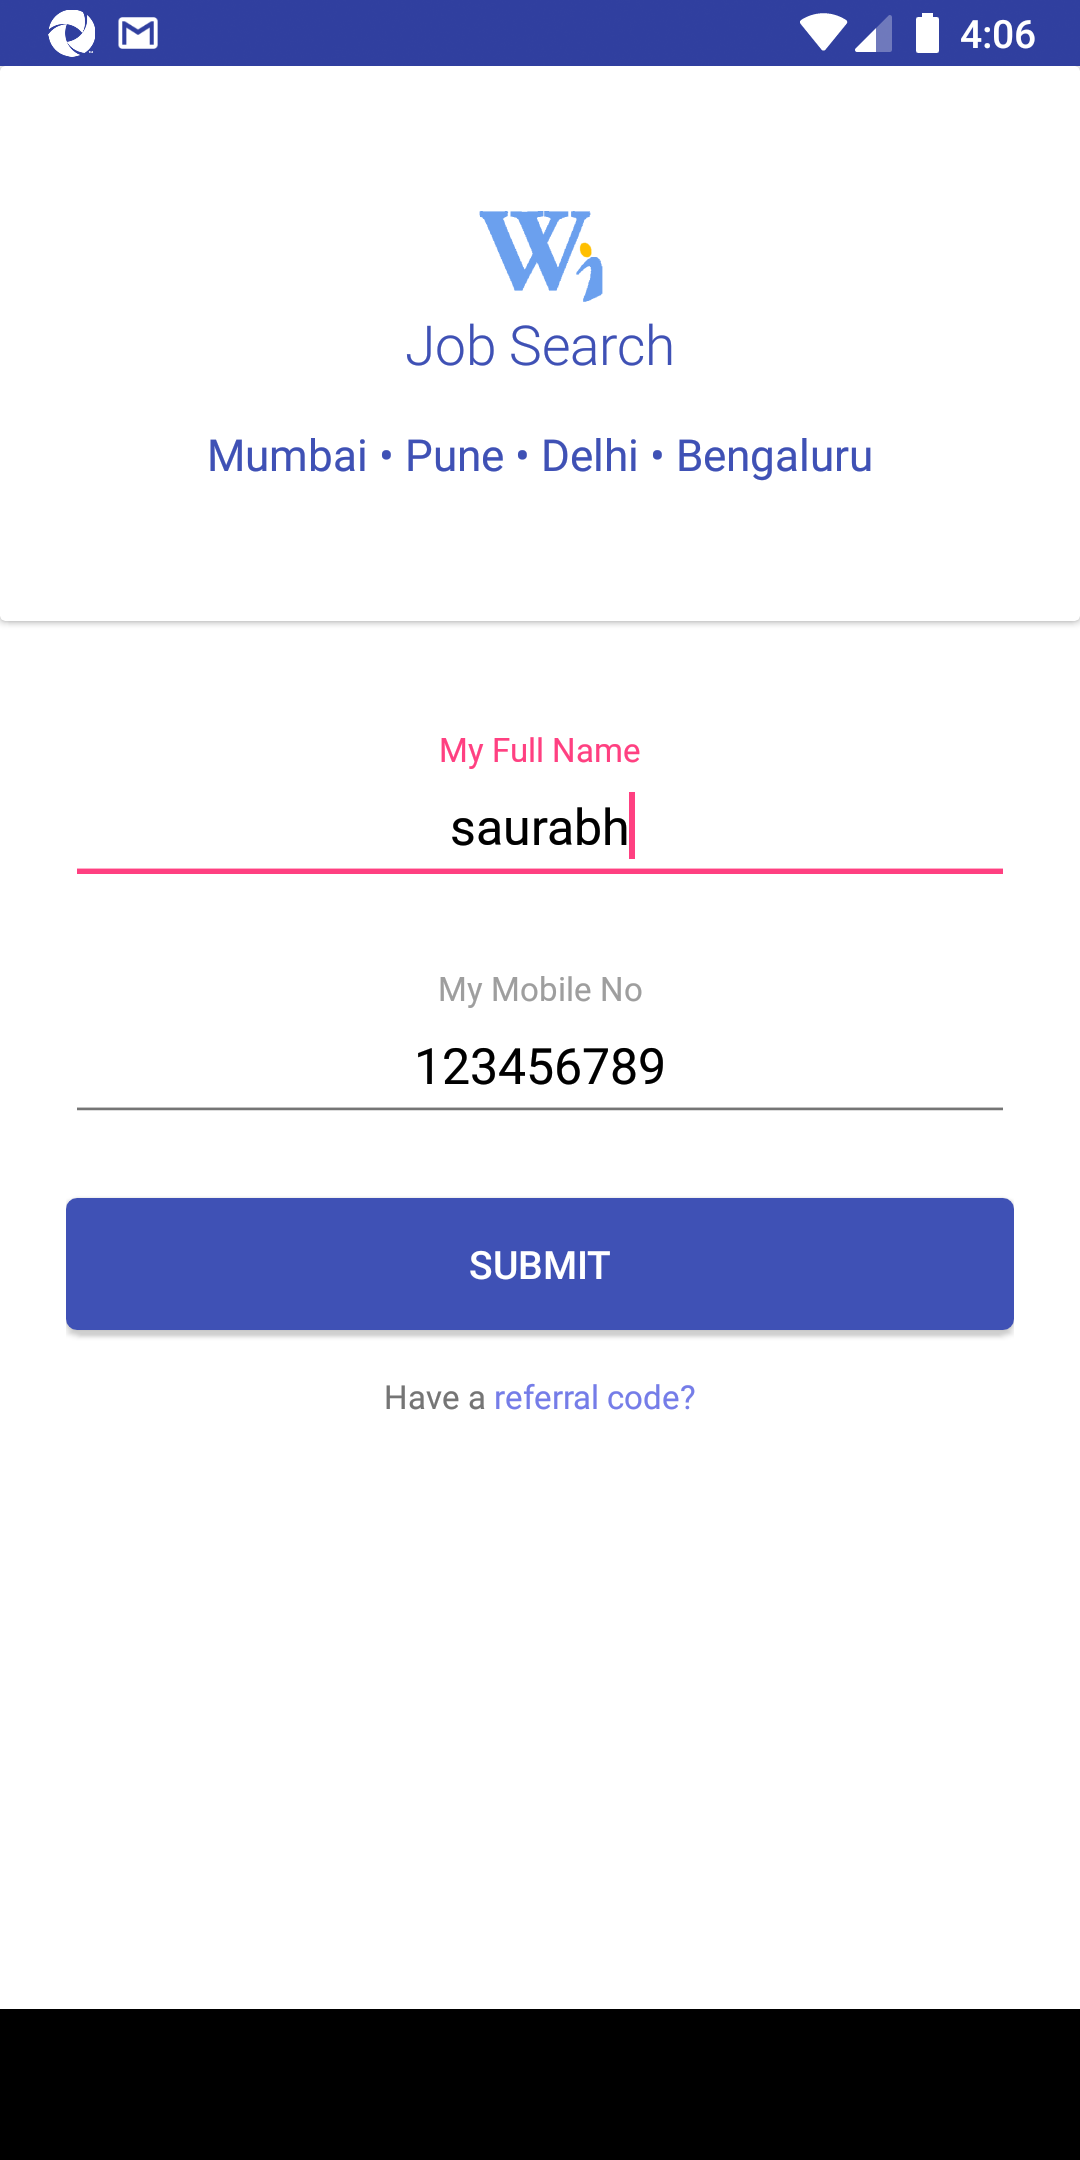 4:06
Wi
Job Search
Mumbai • Pune • Delhi • Bengaluru
My Full Name
saurabh
My Mobile No
123456789
SUBMIT
Have a referral code?